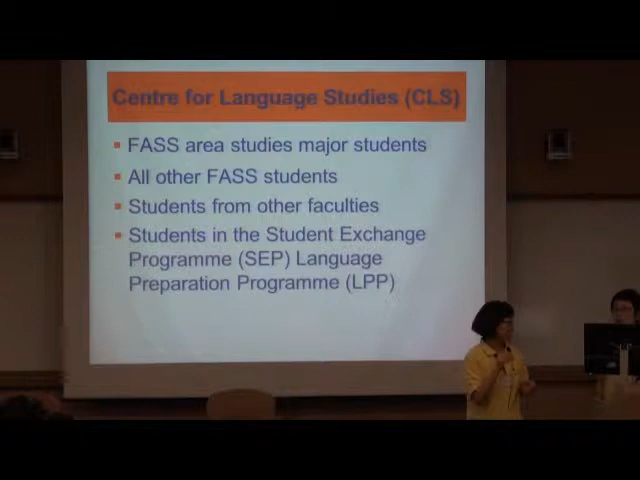 Centre for Language Studies (CLS)
FASS area studies major students
All other FASS students
Students from other faculties
Students in the Student Exchange
Programme (SEP) Language
Preparation Programme (LPP)